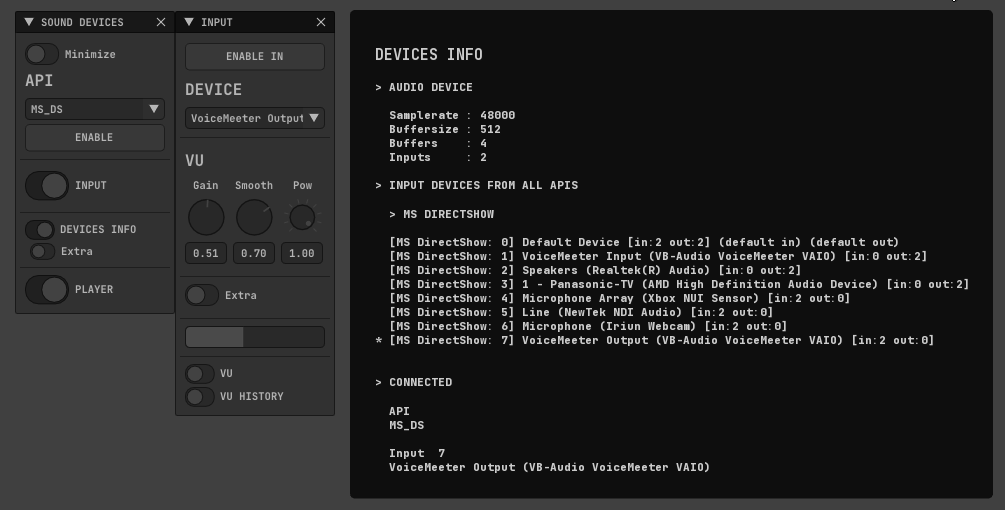 SOUND DEVICES
Minimize
API
MS_DS
ENABLE
INPUT
DEVICES INFO
Extra
PLAYER
INPUT
ENABLE IN
DEVICE
VoiceMeeter Output
VU
Gain Smooth Pow
0.51 0.70 1.00
Extra
VU
VU HISTORY
DEVICES INFO
> AUDIO DEVICE
Samplerate : 48000
Buffersize : 512
Buffers : 4
Inputs : 2
> INPUT DEVICES FROM ALL APIS
> MS DIRECTSHOW
[MS DirectShow: 0] Default Device [in:2 out:2] (default in) (default out)
[MS DirectShow: 1] VoiceMeeter Input (VB-Audio VoiceMeeter VAIO) [in:0 out:2]
[MS DirectShow: 2] Speakers (Realtek(R) Audio) [in:0 out:2]
[MS DirectShow: 3] 1 - Panasonic-TV (AMD High Definition Audio Device) [in:0 out:2]
[MS DirectShow: 4] Microphone Array (Xbox NUI Sensor) [in:2 out:0]
[MS DirectShow: 5] Line (NewTek NDI Audio) [in:2 out:0]
[MS DirectShow: 6] Microphone (Iriun Webcam) [in:2 out:0]
* [MS DirectShow: 7] VoiceMeeter Output (VB-Audio VoiceMeeter VAIO) [in:2 out:0]
> CONNECTED
API
MS_DS
Input 7
VoiceMeeter Output (VB-Audio VoiceMeeter VAIO)